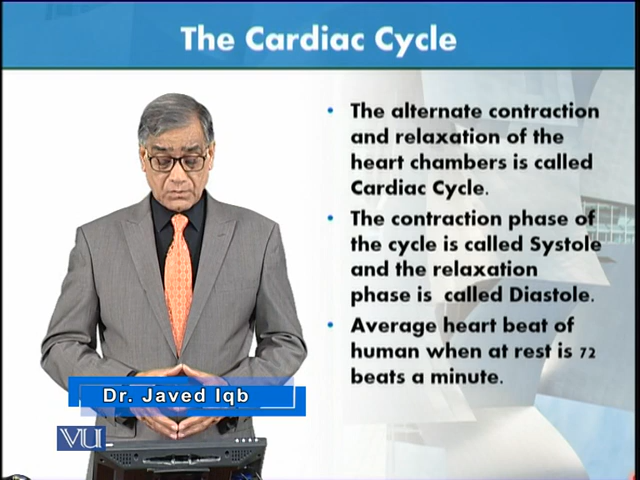 The Cardiac Cycle
• The alternate contraction
and relaxation of the
heart chambers is called
Cardiac Cycle.
• The contraction phase of
the cycle is called Systole
and the relaxation
phase is called Diastole.
• Average heart beat of
human when at rest is 72
beats a minute.
Dr. Javed Iqb
VU